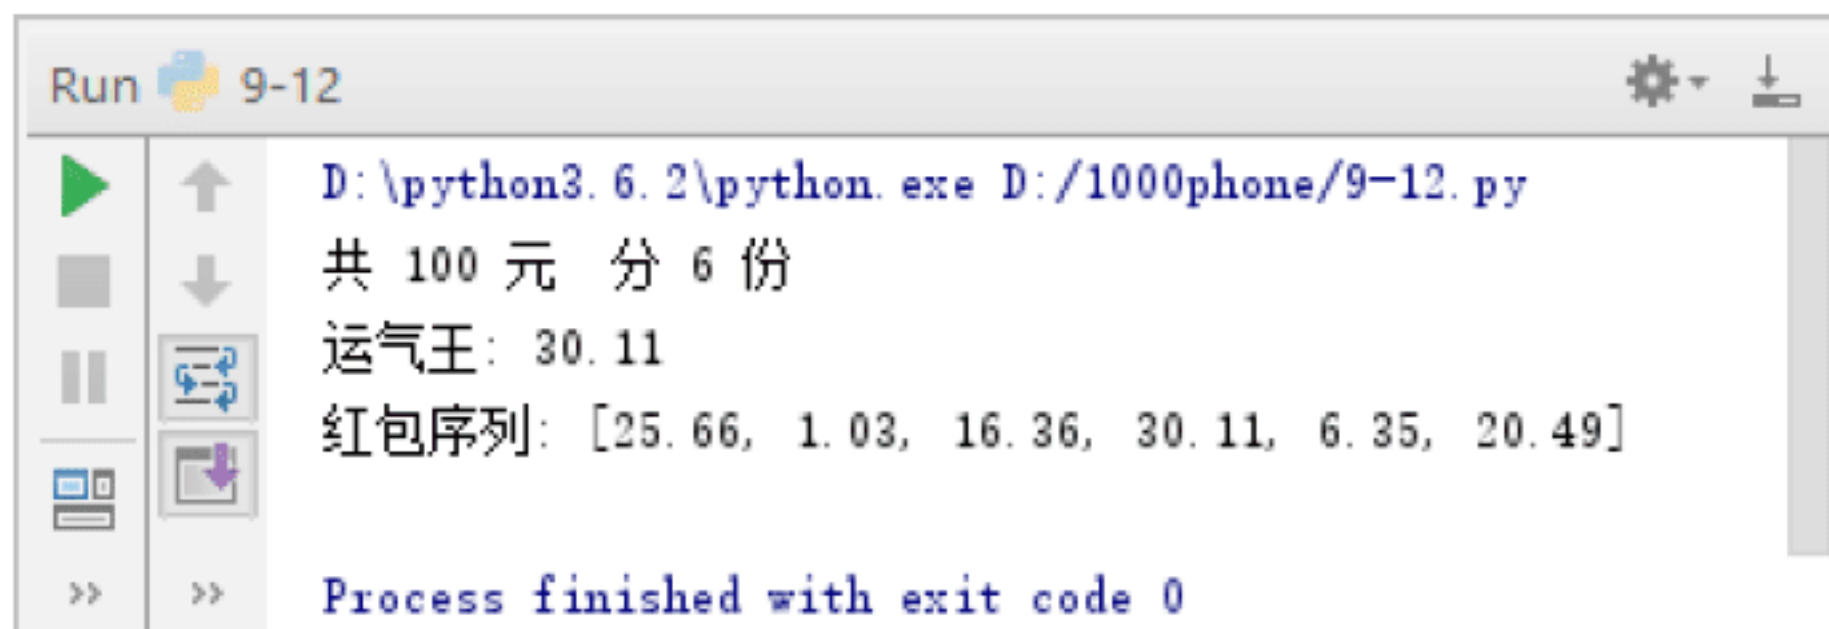 Run 9-12
D:\python3.6.2\python.exe D:/1000phone/9-12.py
共 100 元 分 6 份
运气王: 30.11
红包序列: [25.66, 1.03, 16.36, 30.11, 6.35, 20.49]
Process finished with exit code 0